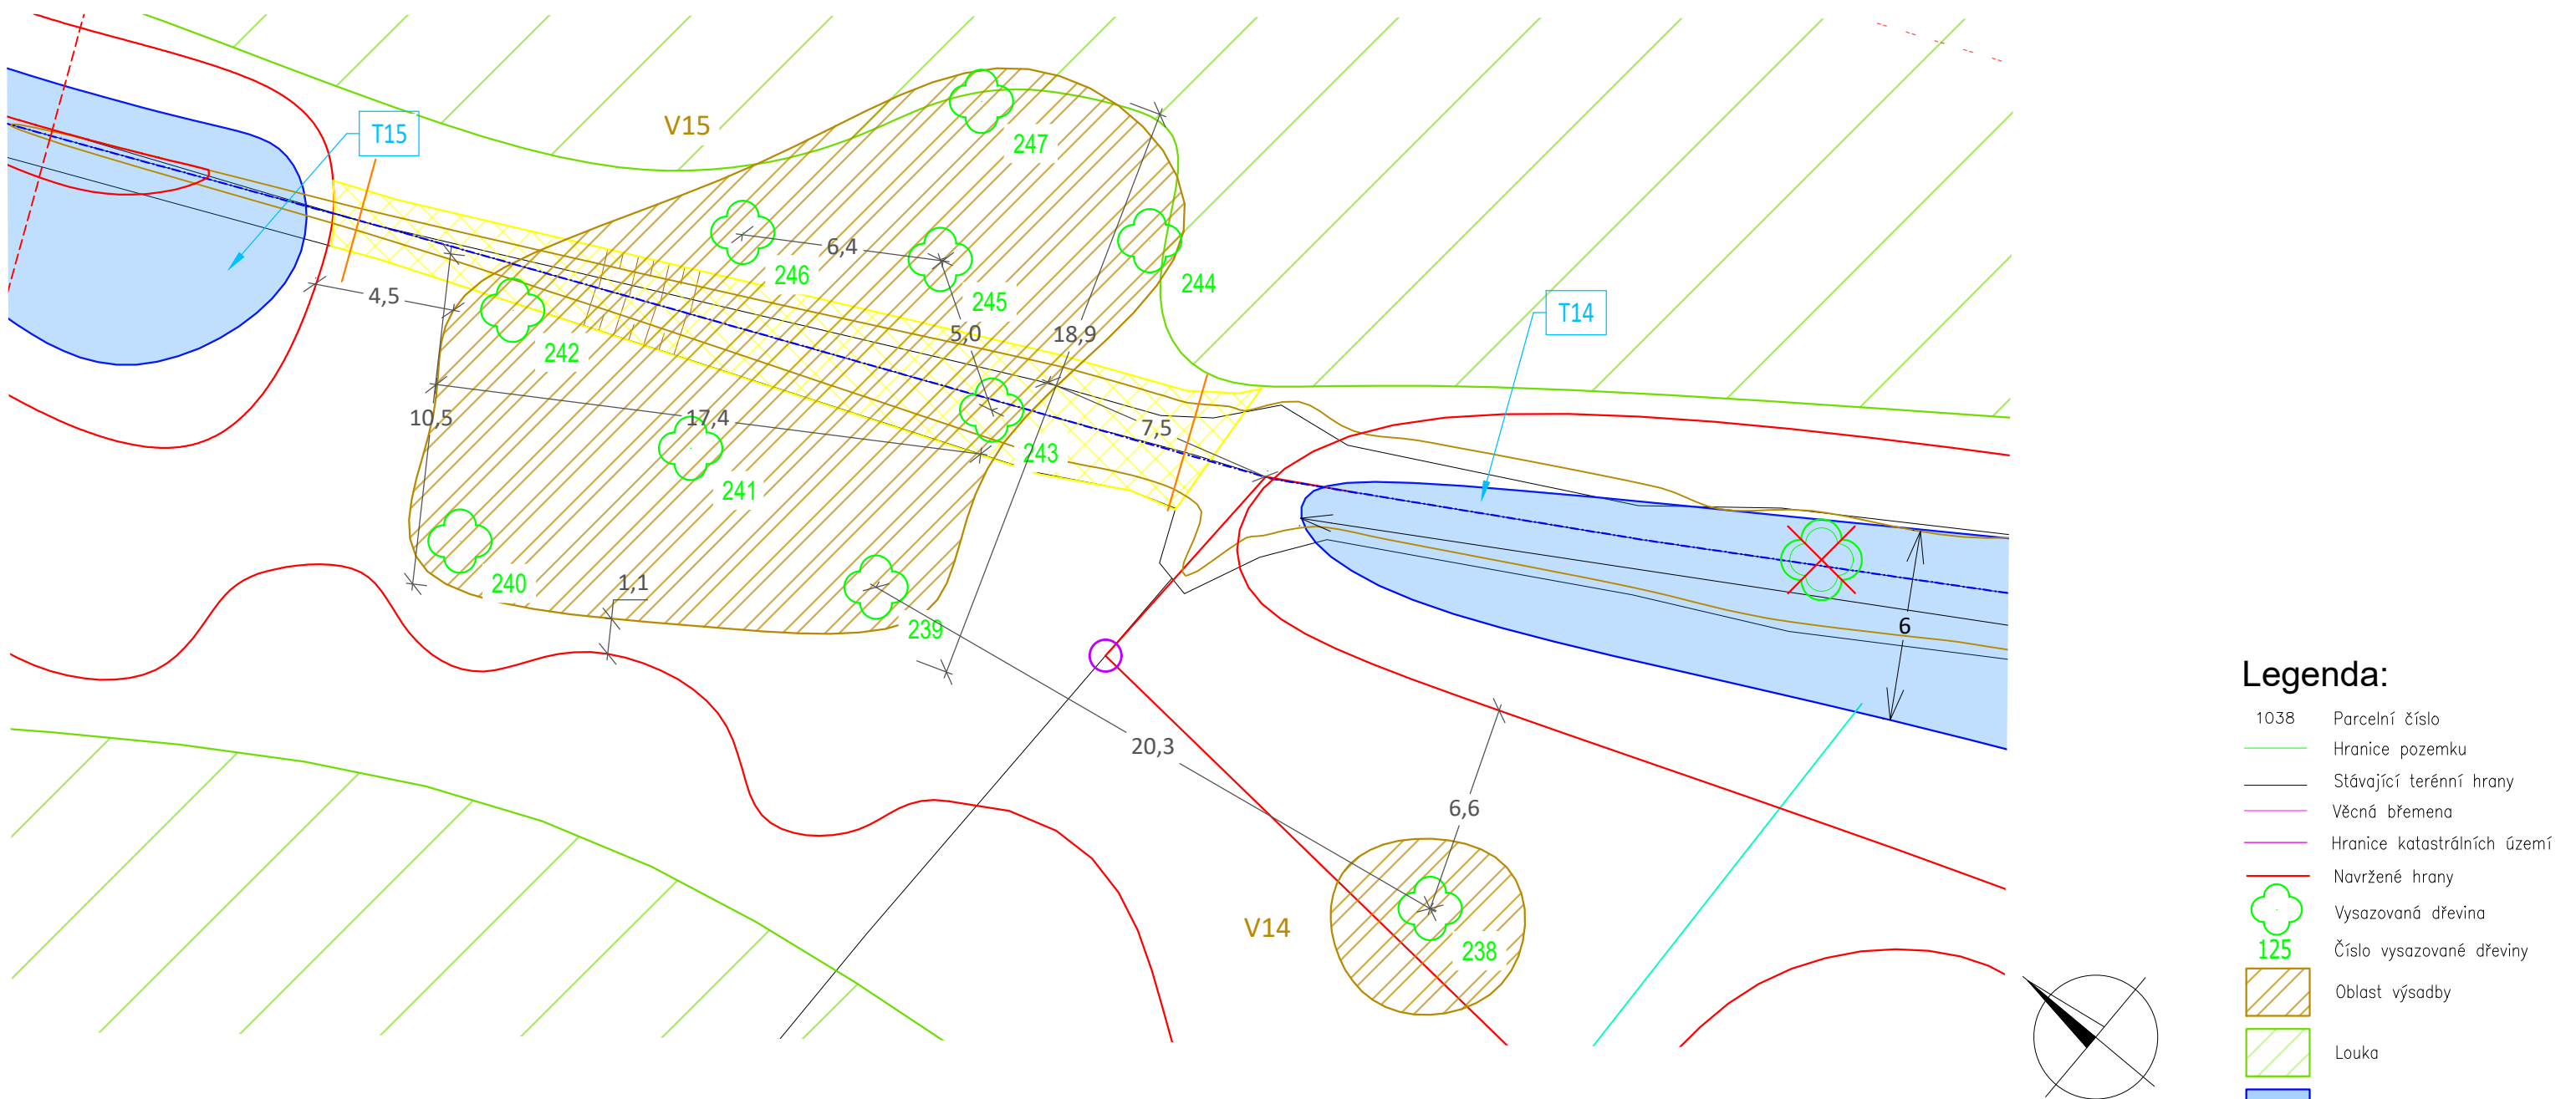 V15
T15
247
6,4
246
244
245
4,5
T14
5,0
18,9
242
10,5
17,4
7,5
243
241
240
1,1
239
6
20,3
6,6
V14
238
Legenda:
1038 Parcelní číslo
Hranice pozemku
Stávající terénní hrany
Věcná břemena
Hranice katastrálních území
Navržené hrany
Vysazovaná dřevina
125 Číslo vysazované dřeviny
Oblast výsadby
Louka